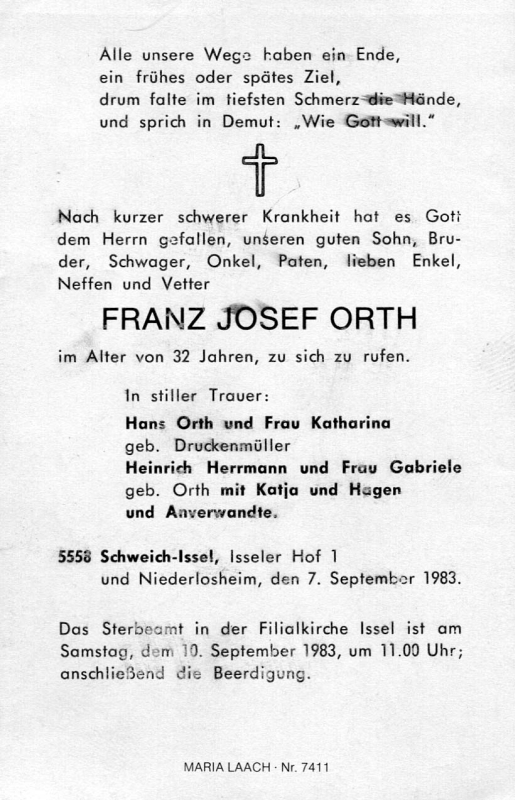 Alle unsere Wege haben ein Ende,
ein frühes oder spätes Ziel,
drum falte im tiefsten Schmerz die Hände,
und sprich in Demut: „Wie Gott will.“
Nach kurzer schwerer Krankheit hat es Gott
dem Herrn gefallen, unseren guten Sohn, Bru-
der, Schwager, Onkel, Paten, lieben Enkel,
Neffen und Vetter
FRANZ JOSEF ORTH
im Alter von 32 Jahren, zu sich zu rufen.
In stiller Trauer:
Hans Orth und Frau Katharina
geb. Druckenmüller
Heinrich Herrmann und Frau Gabriele
geb. Orth mit Katja und Hagen
und Anverwandte.
5558 Schweich-Issel, Isseler Hof 1
und Niederlosheim, den 7. September 1983.
Das Sterbeamt in der Filialkirche Issel ist am
Samstag, dem 10. September 1983, um 11.00 Uhr;
anschließend die Beerdigung.
MARIA LAACH · Nr. 7411